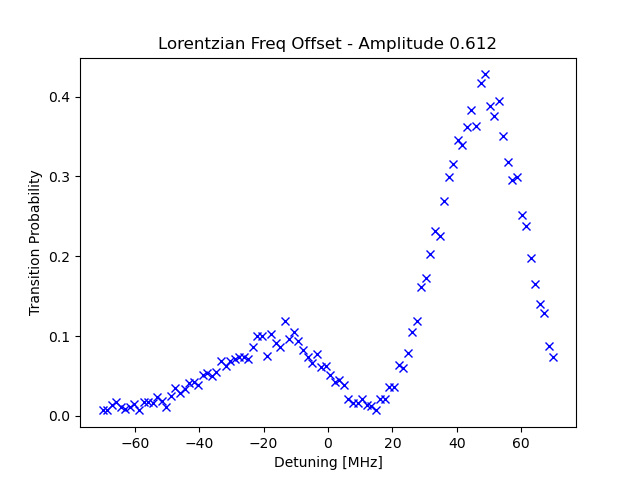 Lorentzian Freq Offset - Amplitude 0.612
Transition Probability
0.4
0.3
0.2
0.1
0.0
−60 −40 −20 0 20 40 60
Detuning [MHz]